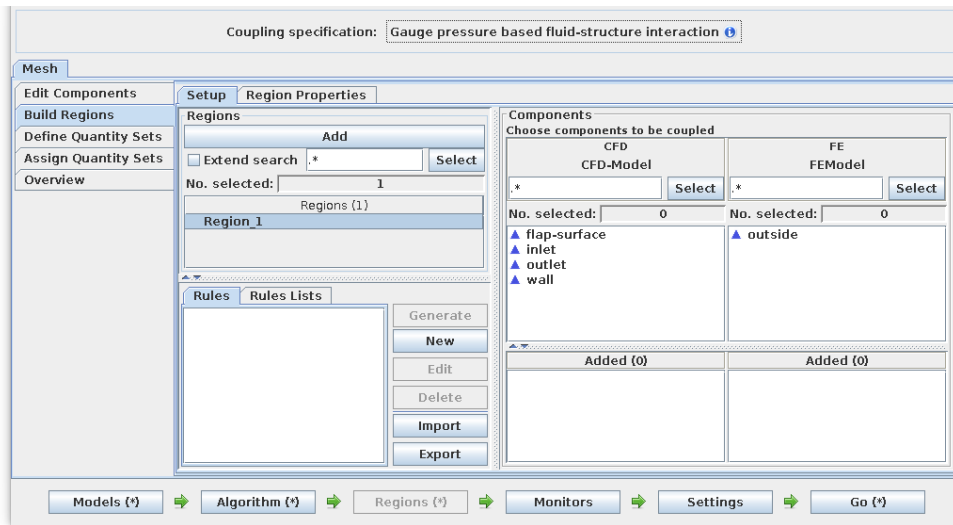 Coupling specification: Gauge pressure based fluid-structure interaction
Mesh
Edit Components
Build Regions
Define Quantity Sets
Assign Quantity Sets
Overview
Setup Region Properties
Regions
Add
Extend search .* Select
No. selected: 1
Regions (1)
Region_1
Rules Rules Lists
Generate
New
Edit
Delete
Import
Export
Components
Choose components to be coupled
CFD
CFD-Model
.* Select
No. selected: 0
flap-surface
inlet
outlet
wall
Added (0)
FE
FEModel
.* Select
No. selected: 0
outside
Added (0)
Models (*) Algorithm (*) Regions (*) Monitors Settings Go (*)